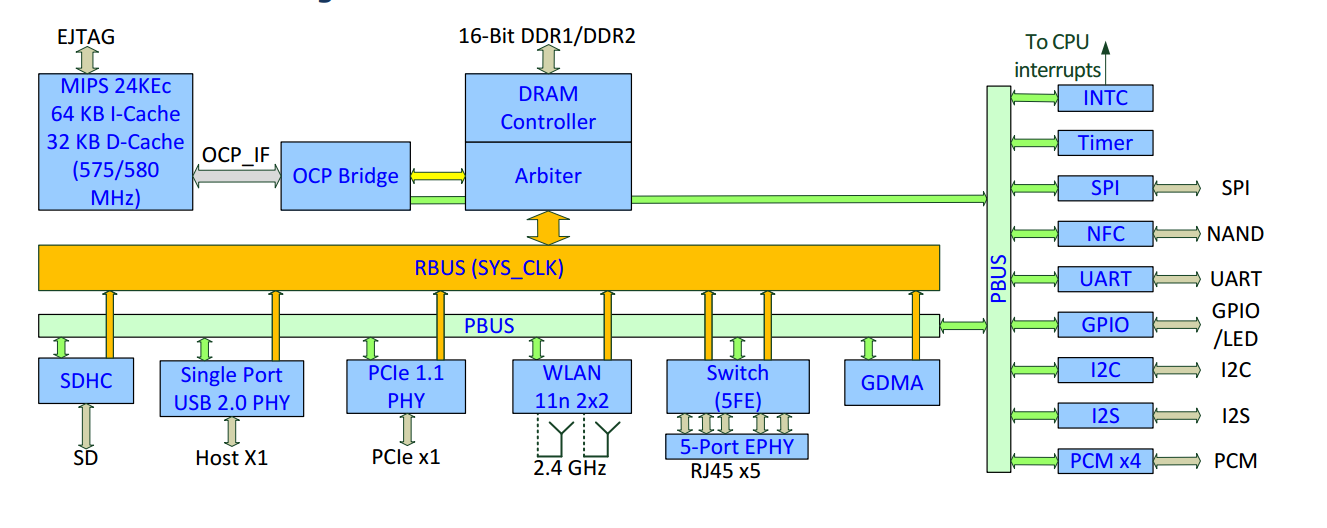 EJTAG
16-Bit DDR1/DDR2
MIPS 24KEc
64 KB I-Cache
32 KB D-Cache
(575/580
MHz)
OCP_IF
OCP Bridge
DRAM
Controller
Arbiter
To CPU
interrupts
RBUS (SYS_CLK)
PBUS
SDHC
SD
Single Port
USB 2.0 PHY
Host X1
PCIe 1.1
PHY
PCIe x1
WLAN
11n 2x2
2.4 GHz
Switch
(5FE)
5-Port EPHY
RJ45 x5
GDMA
PBUS
INTC
Timer
SPI
SPI
NFC
NAND
UART
UART
GPIO
GPIO
/LED
I2C
I2C
I2S
I2S
PCM x4
PCM